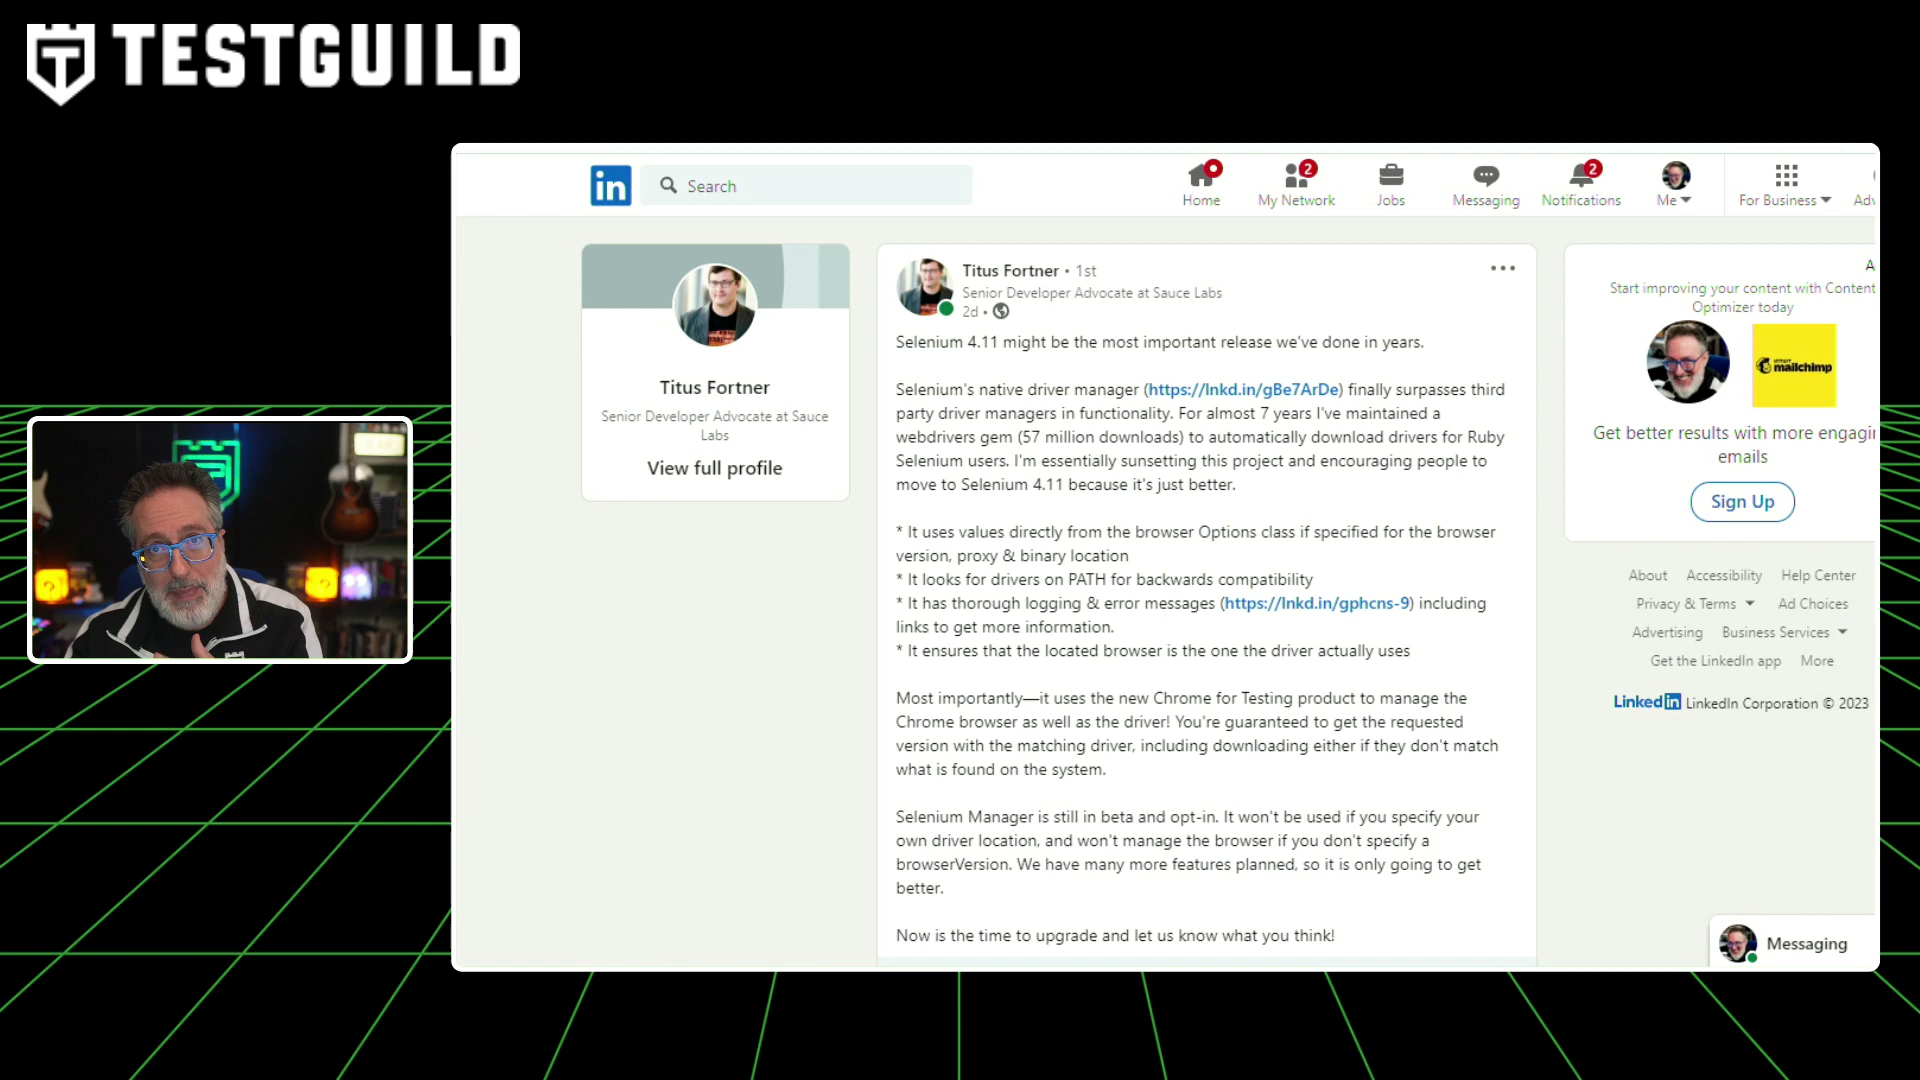 TESTGUILD
in
Search
Home
2
My Network
Jobs
Messaging
2
Notifications
Me
For Business
Adv
Titus Fortner
Senior Developer Advocate at Sauce
Labs
View full profile
Titus Fortner • 1st
Senior Developer Advocate at Sauce Labs
2d •
Selenium 4.11 might be the most important release we've done in years.
Selenium's native driver manager (https://lnkd.in/gBe7ArDe) finally surpasses third
party driver managers in functionality. For almost 7 years I've maintained a
webdrivers gem (57 million downloads) to automatically download drivers for Ruby
Selenium users. I'm essentially sunsetting this project and encouraging people to
move to Selenium 4.11 because it's just better.
* It uses values directly from the browser Options class if specified for the browser
version, proxy & binary location
* It looks for drivers on PATH for backwards compatibility
* It has thorough logging & error messages (https://lnkd.in/gphcns-9) including
links to get more information.
* It ensures that the located browser is the one the driver actually uses
Most importantly—it uses the new Chrome for Testing product to manage the
Chrome browser as well as the driver! You're guaranteed to get the requested
version with the matching driver, including downloading either if they don't match
what is found on the system.
Selenium Manager is still in beta and opt-in. It won't be used if you specify your
own driver location, and won't manage the browser if you don't specify a
browserVersion. We have many more features planned, so it is only going to get
better.
Now is the time to upgrade and let us know what you think!
A
Start improving your content with Content
Optimizer today
INTUIT
mailchimp
Get better results with more engagi
emails
Sign Up
About Accessibility Help Center
Privacy & Terms Ad Choices
Advertising Business Services
Get the LinkedIn app More
LinkedIn LinkedIn Corporation © 2023
Messaging